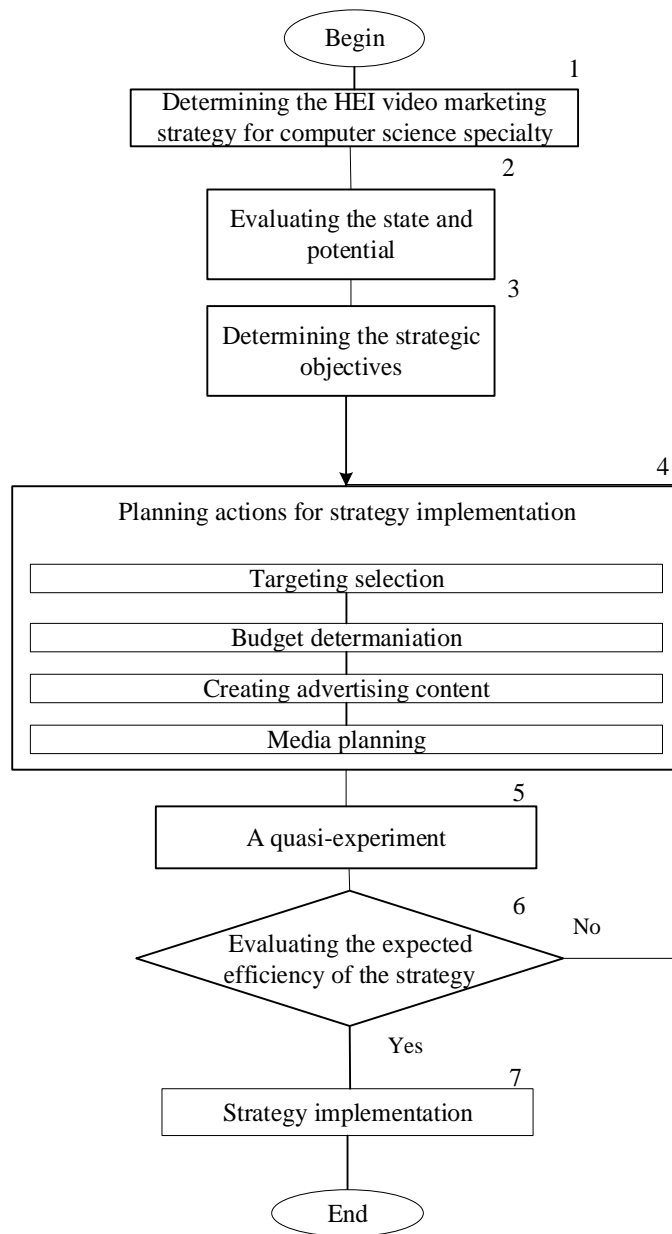 Begin
1
Determining the HEI video marketing
strategy for computer science specialty
2
Evaluating the state and
potential
3
Determining the strategic
objectives
4
Planning actions for strategy implementation
Targeting selection
Budget determaniation
Creating advertising content
Media planning
5
A quasi-experiment
6
No
Evaluating the expected
efficiency of the strategy
Yes
7
Strategy implementation
End